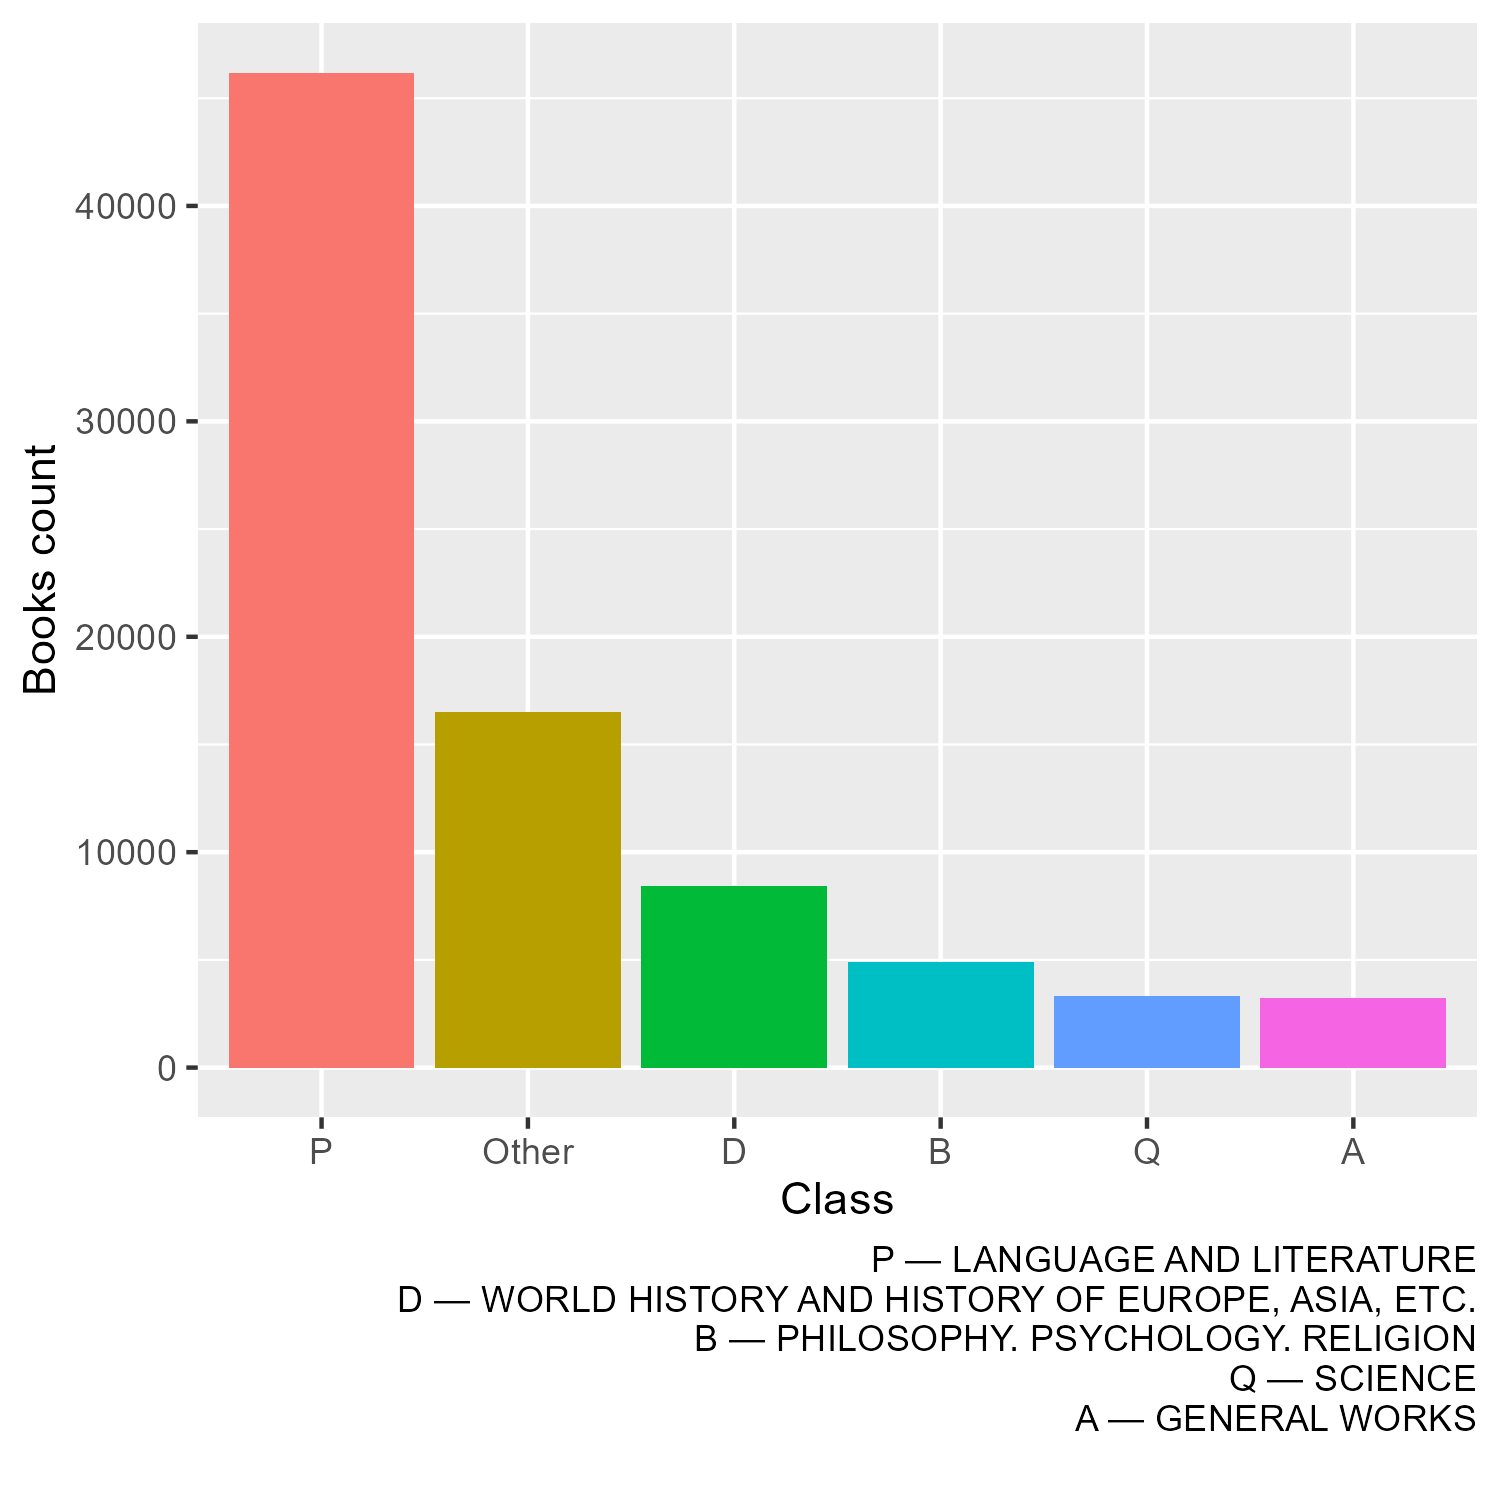 Books count
40000
30000
20000
10000
0
P Other D B Q A
Class
P — LANGUAGE AND LITERATURE
D — WORLD HISTORY AND HISTORY OF EUROPE, ASIA, ETC.
B — PHILOSOPHY. PSYCHOLOGY. RELIGION
Q — SCIENCE
A — GENERAL WORKS